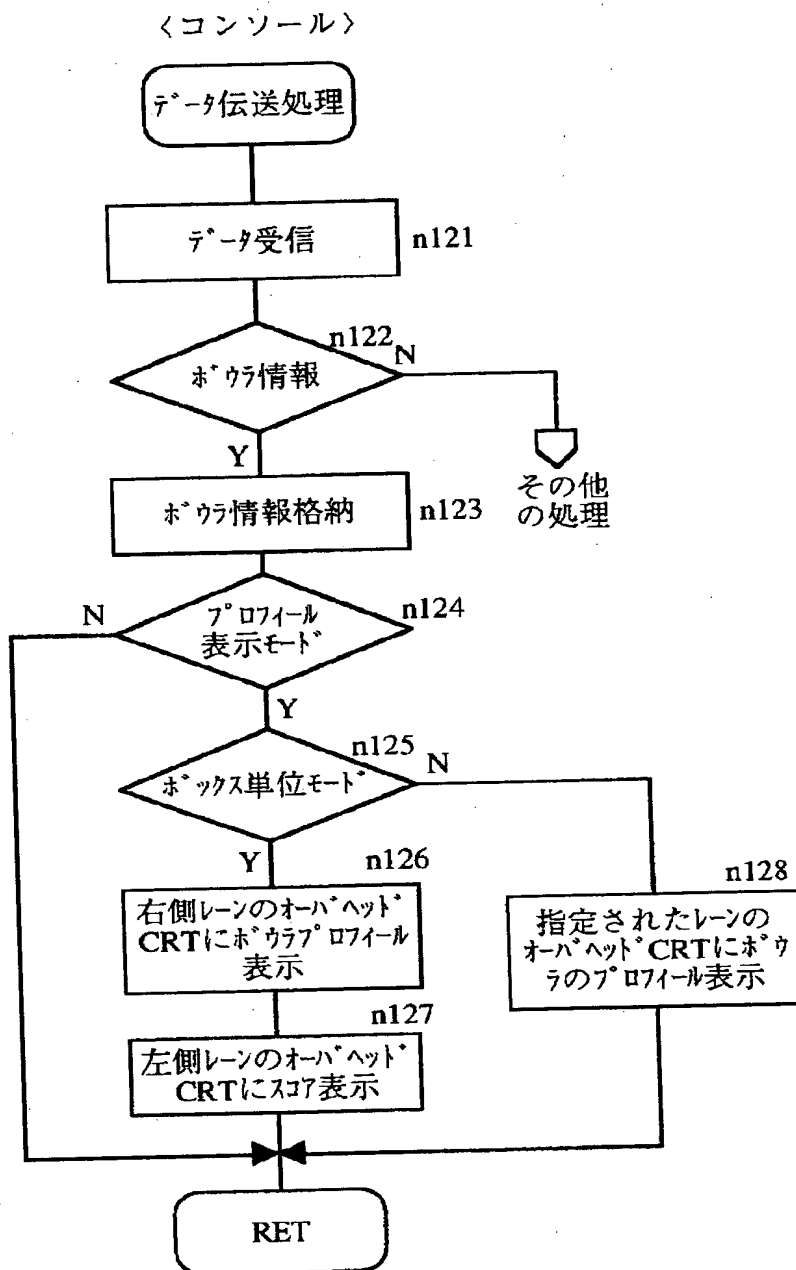 〈コンソール〉
データ伝送処理
データ受信
n121
n122
ボウラ情報
N
Y
その他
の処理
ボウラ情報格納
n123
N
プロフィール
表示モード
n124
Y
n125
ボックス単位モード
N
Y
n126
右側レーンのオーバヘッド
CRTにボウラプロフィール
表示
n128
指定されたレーンの
オーバヘッドCRTにボウ
ラのプロフィール表示
n127
左側レーンのオーバヘッド
CRTにスコア表示
RET